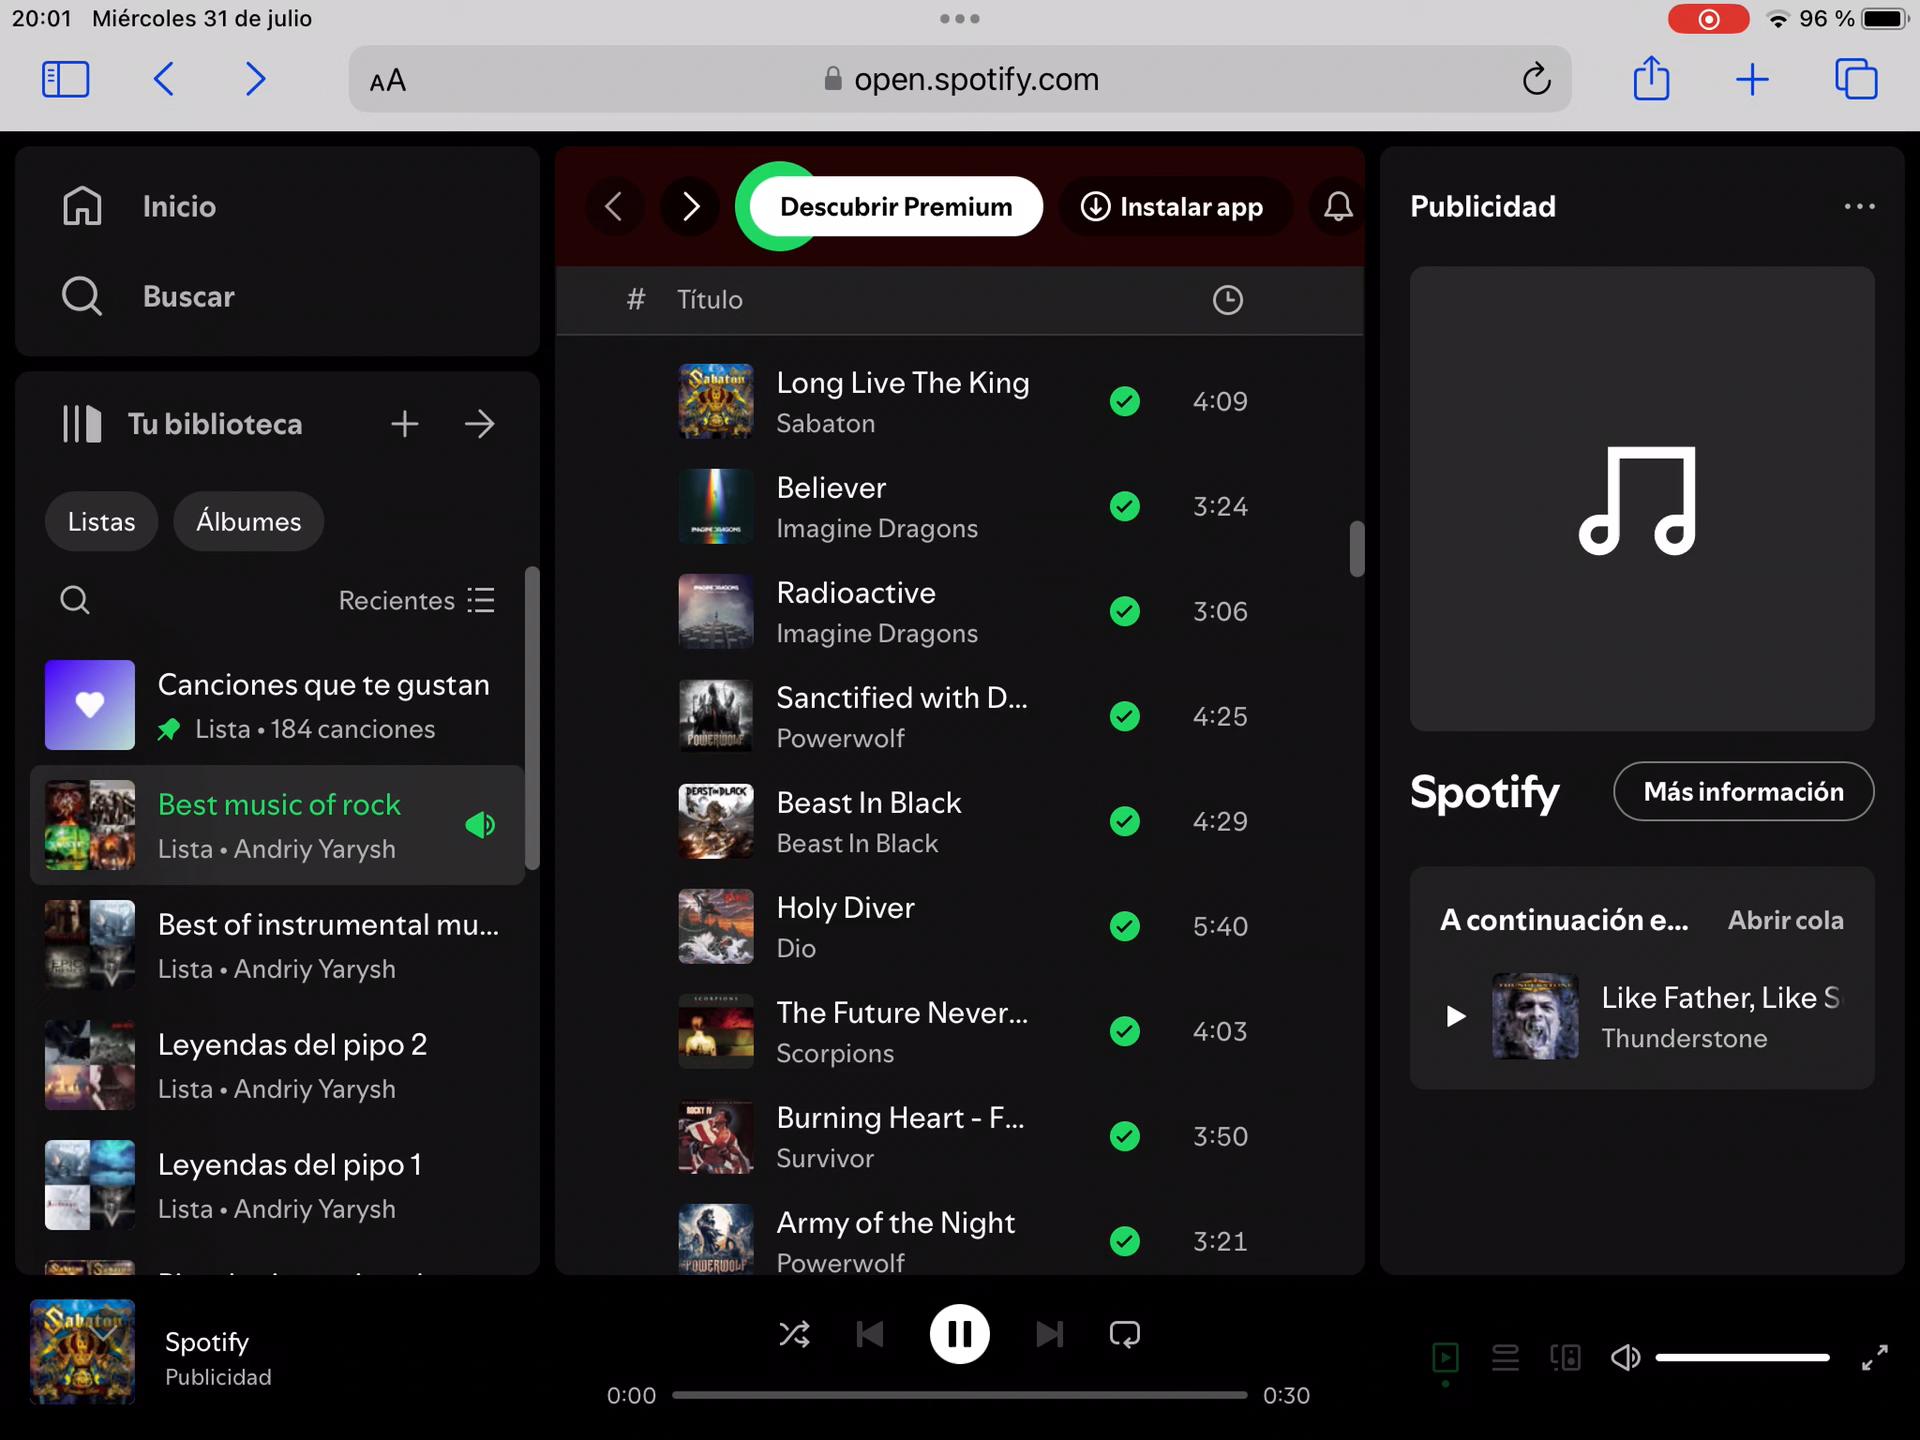 20:01 Miércoles 31 de julio
96 %
AA
open.spotify.com
Inicio
Buscar
Tu biblioteca
Listas
Álbumes
Recientes
Canciones que te gustan
Lista • 184 canciones
Best music of rock
Lista • Andriy Yarysh
Best of instrumental mu...
Lista • Andriy Yarysh
Leyendas del pipo 2
Lista • Andriy Yarysh
Leyendas del pipo 1
Lista • Andriy Yarysh
Descubrir Premium
Instalar app
# Título
Long Live The King
Sabaton
4:09
Believer
Imagine Dragons
3:24
Radioactive
Imagine Dragons
3:06
Sanctified with D...
Powerwolf
4:25
Beast In Black
Beast In Black
4:29
Holy Diver
Dio
5:40
The Future Never...
Scorpions
4:03
Burning Heart - F...
Survivor
3:50
Army of the Night
Powerwolf
3:21
Publicidad
Spotify
Más información
A continuación e...
Abrir cola
Like Father, Like S
Thunderstone
Spotify
Publicidad
0:00
0:30